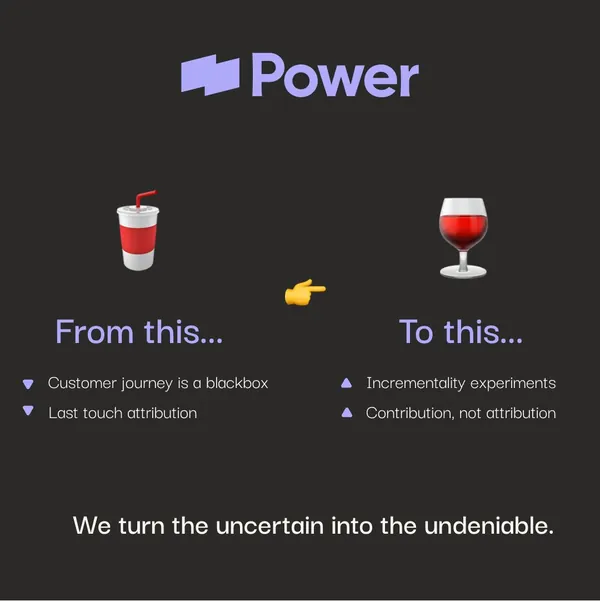 Power
From this...
Customer journey is a blackbox
Last touch attribution
To this...
Incrementality experiments
Contribution, not attribution
We turn the uncertain into the undeniable.